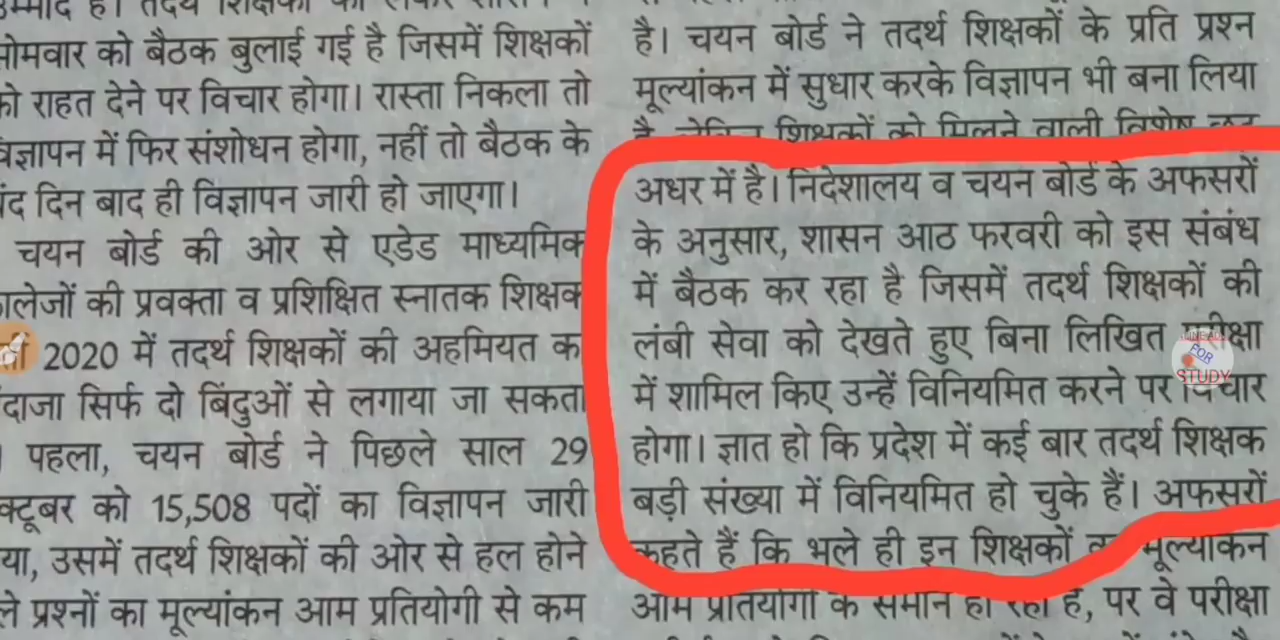 सोमवार को बैठक बुलाई गई है जिसमें शिक्षकों
को राहत देने पर विचार होगा। रास्ता निकला तो
विज्ञापन में फिर संशोधन होगा, नहीं तो बैठक के
चंद दिन बाद ही विज्ञापन जारी हो जाएगा।
चयन बोर्ड की ओर से एडेड माध्यमिक
कालेजों की प्रवक्ता व प्रशिक्षित स्नातक शिक्षक
2020 में तदर्थ शिक्षकों की अहमियत का
अंदाजा सिर्फ दो बिंदुओं से लगाया जा सकता
पहला, चयन बोर्ड ने पिछले साल 29
अक्टूबर को 15,508 पदों का विज्ञापन जारी
किया, उसमें तदर्थ शिक्षकों की ओर से हल होने
वाले प्रश्नों का मूल्यांकन आम प्रतियोगी से कम
है। चयन बोर्ड ने तदर्थ शिक्षकों के प्रति प्रश्न
मूल्यांकन में सुधार करके विज्ञापन भी बना लिया
है, लेकिन शिक्षकों को मिलने वाली विशेष छूट
अधर में है। निदेशालय व चयन बोर्ड के अफसरों
के अनुसार, शासन आठ फरवरी को इस संबंध
में बैठक कर रहा है जिसमें तदर्थ शिक्षकों की
लंबी सेवा को देखते हुए बिना लिखित परीक्षा
में शामिल किए उन्हें विनियमित करने पर विचार
होगा। ज्ञात हो कि प्रदेश में कई बार तदर्थ शिक्षक
बड़ी संख्या में विनियमित हो चुके हैं। अफसरों
कहते हैं कि भले ही इन शिक्षकों का मूल्यांकन
आम प्रतियोगी के समान हो रहा है, पर वे परीक्षा
FOR
STUDY